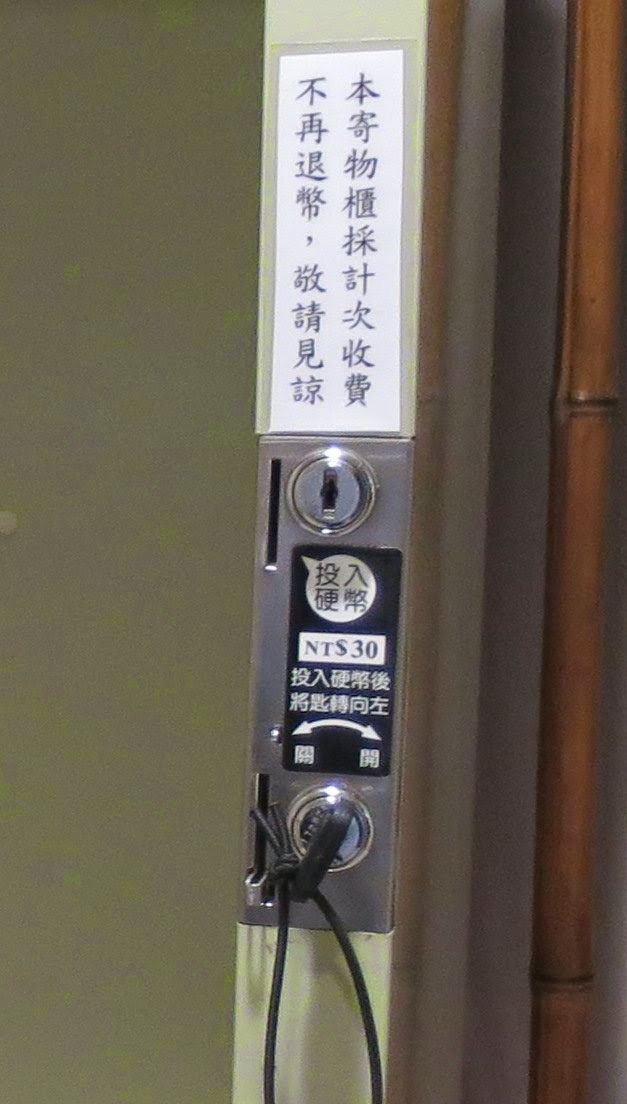 本寄物櫃採計次收費
不再退幣，敬請見諒
投入
硬幣
NT$30
投入硬幣後
將匙轉向左
關 開